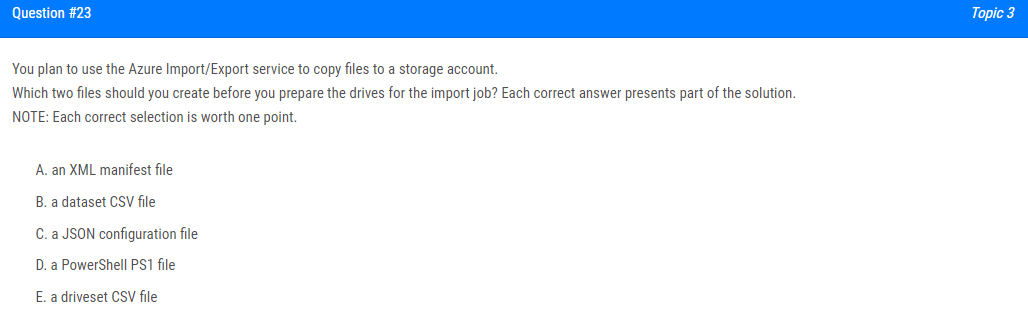 Question #23
Topic 3
You plan to use the Azure Import/Export service to copy files to a storage account.
Which two files should you create before you prepare the drives for the import job? Each correct answer presents part of the solution.
NOTE: Each correct selection is worth one point.
A. an XML manifest file
B. a dataset CSV file
C. a JSON configuration file
D. a PowerShell PS1 file
E. a driveset CSV file